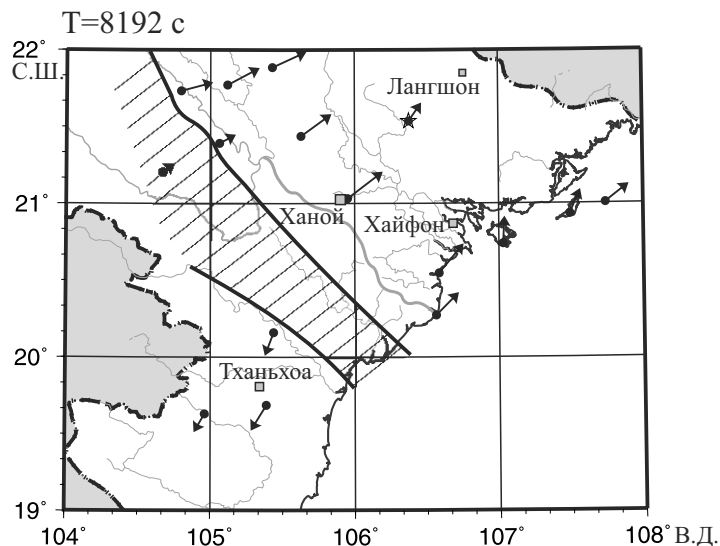 T=8192 с
22˚
С.Ш.
Лангшон
21˚
Ханой
Хайфон
20˚
Тханьхоа
19˚
104 105˚ 106˚ 107˚ 108˚ В.Д.